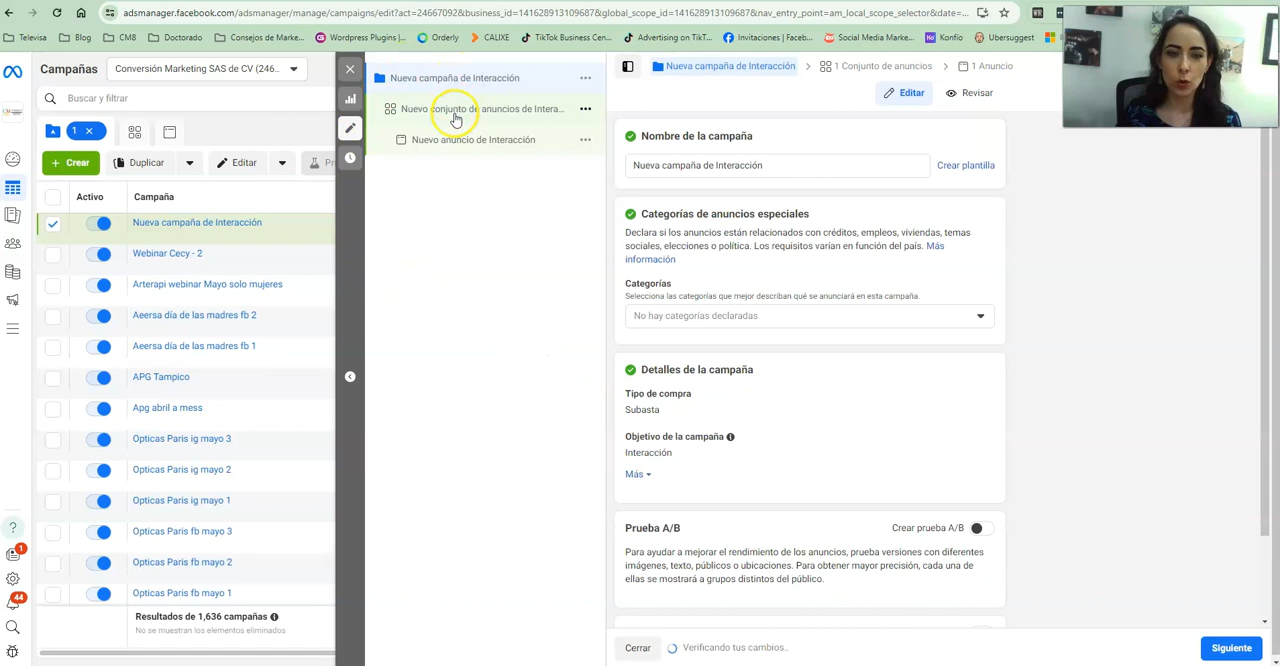 adsmanager.facebook.com/adsmanager/manage/campaigns/edit?act=24667092&business_id=141628913109687&global_scope_id=141628913109687&nav_entry_point=am_local_scope_selector&date=...
Televisa
Blog
CM8
Doctorado
Consejos de Marke...
Wordpress Plugins |...
Orderly
CALIXE
TikTok Business Cen...
Advertising on TikT...
Invitaciones | Faceb...
Social Media Marke...
Konfio
Ubersuggest
Campañas
Conversión Marketing SAS de CV (246...
Buscar y filtrar
1
Crear
Duplicar
Editar
Activo
Campaña
Nueva campaña de Interacción
Webinar Cecy - 2
Arterapi webinar Mayo solo mujeres
Aeersa día de las madres fb 2
Aeersa día de las madres fb 1
APG Tampico
Apg abril a mess
Opticas Paris ig mayo 3
Opticas Paris ig mayo 2
Opticas Paris ig mayo 1
Opticas Paris fb mayo 3
Opticas Paris fb mayo 2
Opticas Paris fb mayo 1
Resultados de 1,636 campañas
No se muestran los elementos eliminados
1
44
Nueva campaña de Interacción
Nuevo conjunto de anuncios de Intera...
Nuevo anuncio de Interacción
Nueva campaña de Interacción
1 Conjunto de anuncios
1 Anuncio
Editar
Revisar
Nombre de la campaña
Nueva campaña de Interacción
Crear plantilla
Categorías de anuncios especiales
Declara si los anuncios están relacionados con créditos, empleos, viviendas, temas
sociales, elecciones o política. Los requisitos varían en función del país. Más
información
Categorías
Selecciona las categorías que mejor describan qué se anunciará en esta campaña.
No hay categorías declaradas
Detalles de la campaña
Tipo de compra
Subasta
Objetivo de la campaña
Interacción
Más
Prueba A/B
Crear prueba A/B
Para ayudar a mejorar el rendimiento de los anuncios, prueba versiones con diferentes
imágenes, texto, públicos o ubicaciones. Para obtener mayor precisión, cada una de
ellas se mostrará a grupos distintos del público.
Cerrar
Verificando tus cambios..
Siguiente